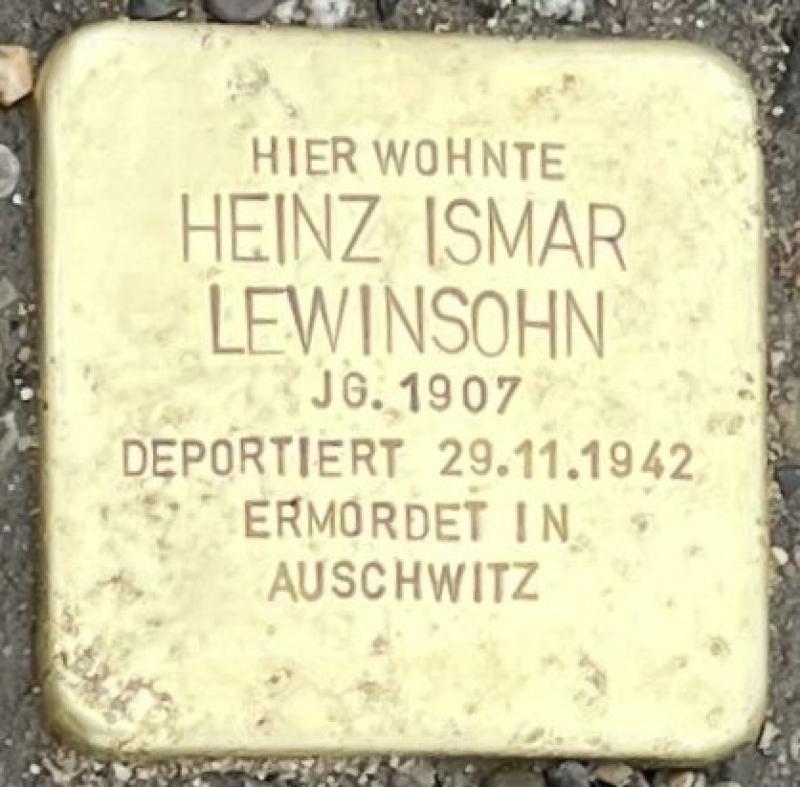 HIER WOHNTE
HEINZ ISMAR
LEWINSOHN
JG. 1907
DEPORTIERT 29.11.1942
ERMORDET IN
AUSCHWITZ